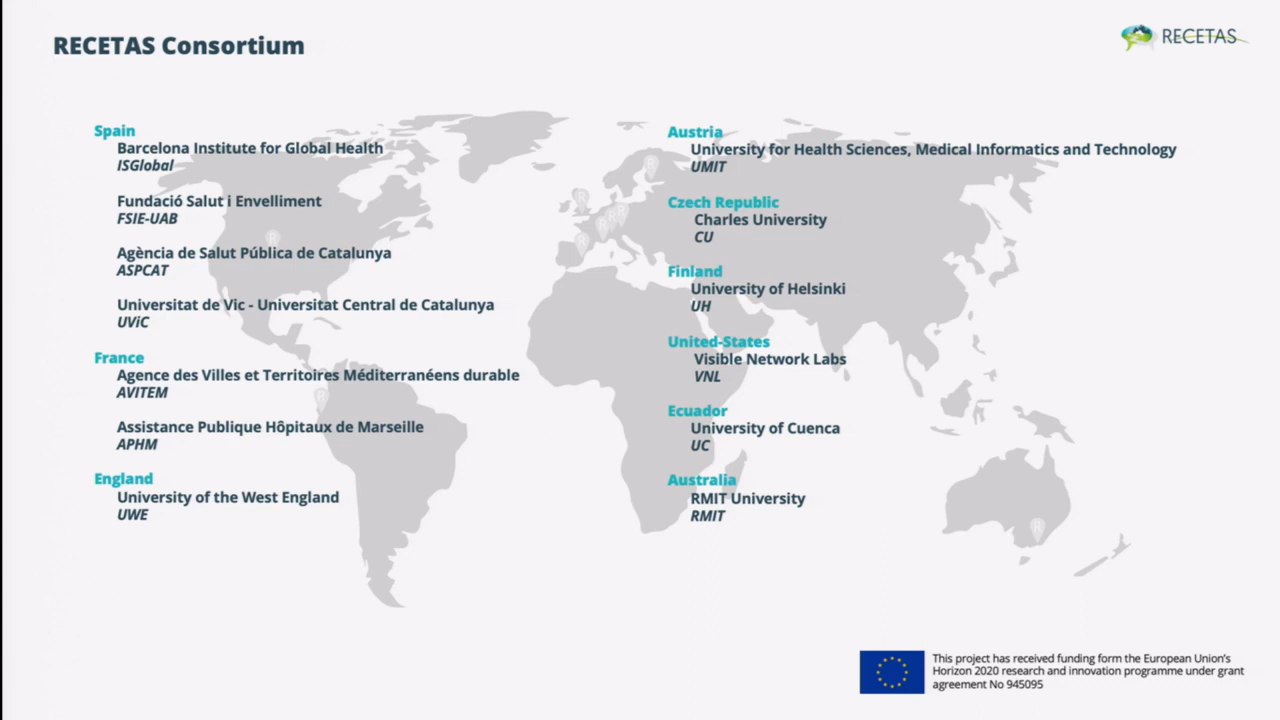 RECETAS Consortium
RECETAS
Spain
Barcelona Institute for Global Health
ISGlobal
Fundació Salut i Envelliment
FSIE-UAB
Agència de Salut Pública de Catalunya
ASPCAT
Universitat de Vic - Universitat Central de Catalunya
UViC
France
Agence des Villes et Territoires Méditerranéens durable
AVITEM
Assistance Publique Hôpitaux de Marseille
APHM
England
University of the West England
UWE
Austria
University for Health Sciences, Medical Informatics and Technology
UMIT
Czech Republic
Charles University
CU
Finland
University of Helsinki
UH
United-States
Visible Network Labs
VNL
Ecuador
University of Cuenca
UC
Australia
RMIT University
RMIT
This project has received funding form the European Union's
Horizon 2020 research and innovation programme under grant
agreement No 945095